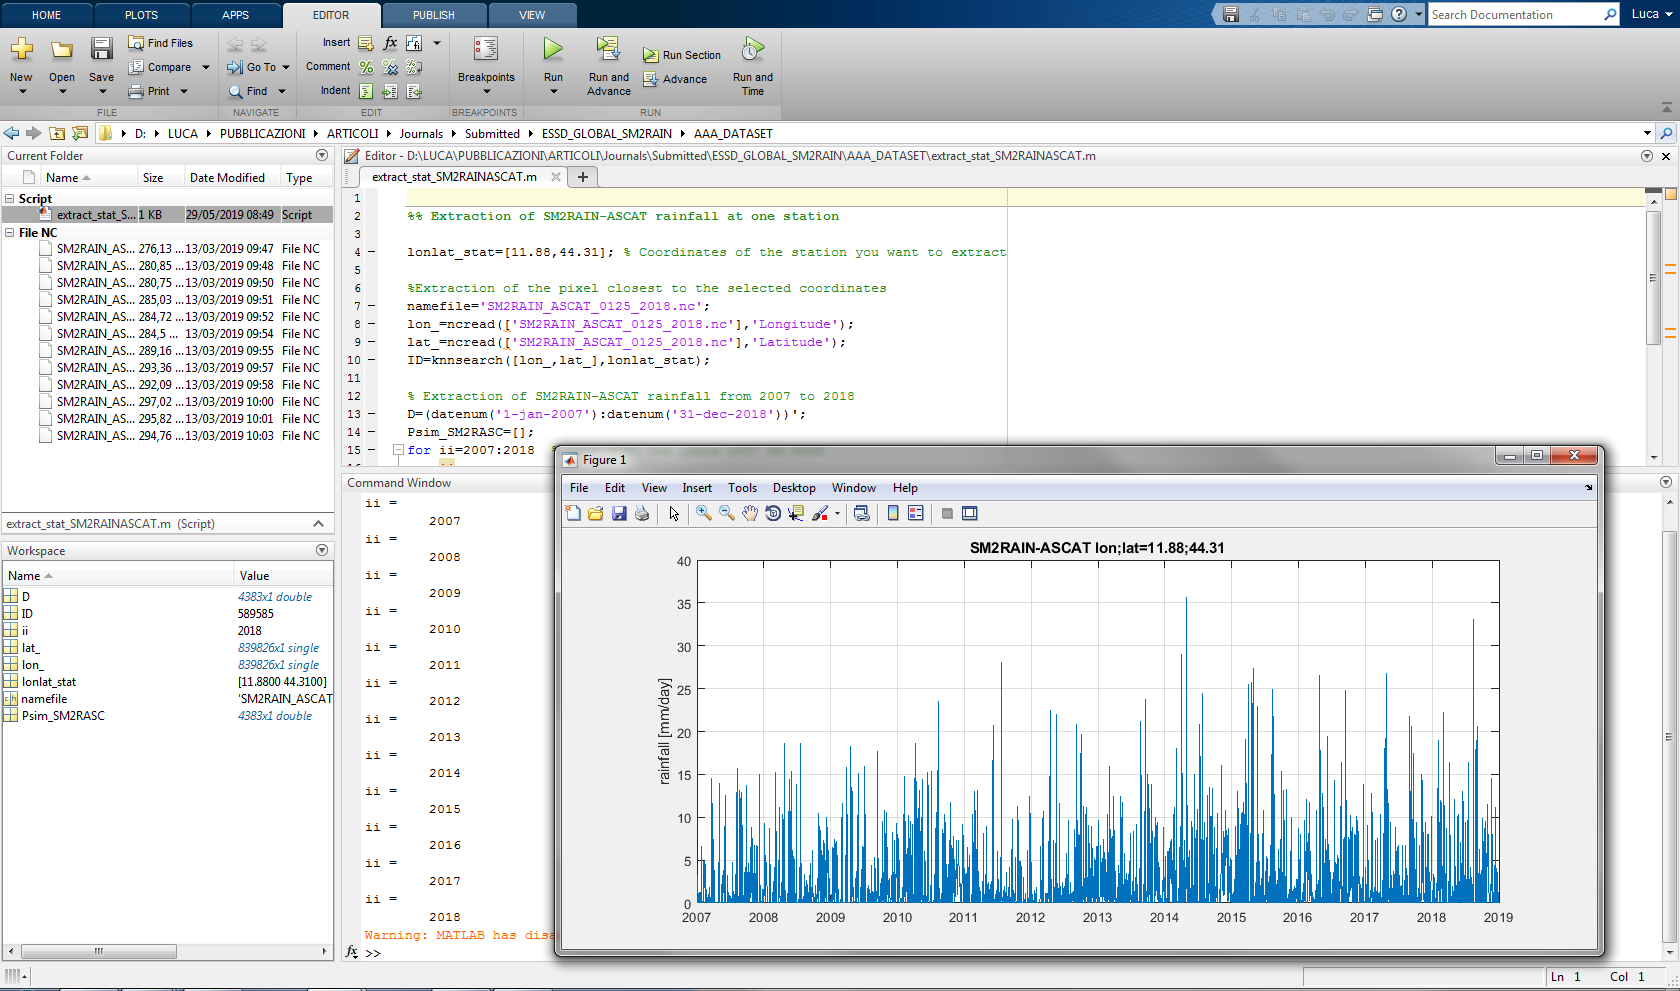 HOME PLOTS APPS EDITOR PUBLISH VIEW Search Documentation Luca
New Open Save Find Files Compare Print Go To Find Insert Comment Indent Breakpoints Run Run and Advance Run Section Advance Run and Time
FILE NAVIGATE EDIT BREAKPOINTS RUN
D: LUCA PUBBLICAZIONI ARTICOLI Journals Submitted ESSD_GLOBAL_SM2RAIN AAA_DATASET
Current Folder
Name Size Date Modified Type
Script
extract_stat_S... 1 KB 29/05/2019 08:49 Script
File NC
SM2RAIN_AS... 276,13 ... 13/03/2019 09:47 File NC
SM2RAIN_AS... 280,85 ... 13/03/2019 09:48 File NC
SM2RAIN_AS... 280,75 ... 13/03/2019 09:50 File NC
SM2RAIN_AS... 285,03 ... 13/03/2019 09:51 File NC
SM2RAIN_AS... 284,72 ... 13/03/2019 09:52 File NC
SM2RAIN_AS... 284,5 ... 13/03/2019 09:54 File NC
SM2RAIN_AS... 289,16 ... 13/03/2019 09:55 File NC
SM2RAIN_AS... 293,36 ... 13/03/2019 09:57 File NC
SM2RAIN_AS... 292,09 ... 13/03/2019 09:58 File NC
SM2RAIN_AS... 297,02 ... 13/03/2019 10:00 File NC
SM2RAIN_AS... 295,82 ... 13/03/2019 10:01 File NC
SM2RAIN_AS... 294,76 ... 13/03/2019 10:03 File NC
extract_stat_SM2RAINASCAT.m (Script)
Workspace
Name Value
D 4383x1 double
ID 589585
ii 2018
lat_ 839826x1 single
lon_ 839826x1 single
lonlat_stat [11.8800 44.3100]
namefile 'SM2RAIN_ASCAT
Psim_SM2RASC 4383x1 double
Editor - D:\LUCA\PUBBLICAZIONI\ARTICOLI\Journals\Submitted\ESSD_GLOBAL_SM2RAIN\AAA_DATASET\extract_stat_SM2RAINASCAT.m
extract_stat_SM2RAINASCAT.m
1
2 %% Extraction of SM2RAIN-ASCAT rainfall at one station
3
4 lonlat_stat=[11.88,44.31]; % Coordinates of the station you want to extract
5
6 %Extraction of the pixel closest to the selected coordinates
7 namefile='SM2RAIN_ASCAT_0125_2018.nc';
8 lon_=ncread(['SM2RAIN_ASCAT_0125_2018.nc'],'Longitude');
9 lat_=ncread(['SM2RAIN_ASCAT_0125_2018.nc'],'Latitude');
10 ID=knnsearch([lon_,lat_],lonlat_stat);
11
12 % Extraction of SM2RAIN-ASCAT rainfall from 2007 to 2018
13 D=(datenum('1-jan-2007'):datenum('31-dec-2018'))';
14 Psim_SM2RASC=[];
15 for ii=2007:2018
Command Window
ii =
2007
ii =
2008
ii =
2009
ii =
2010
ii =
2011
ii =
2012
ii =
2013
ii =
2014
ii =
2015
ii =
2016
ii =
2017
ii =
2018
Warning: MATLAB has disa
fx >>
Figure 1
File Edit View Insert Tools Desktop Window Help
SM2RAIN-ASCAT lon;lat=11.88;44.31
rainfall [mm/day]
40
35
30
25
20
15
10
5
0
2007 2008 2009 2010 2011 2012 2013 2014 2015 2016 2017 2018 2019
Ln 1 Col 1